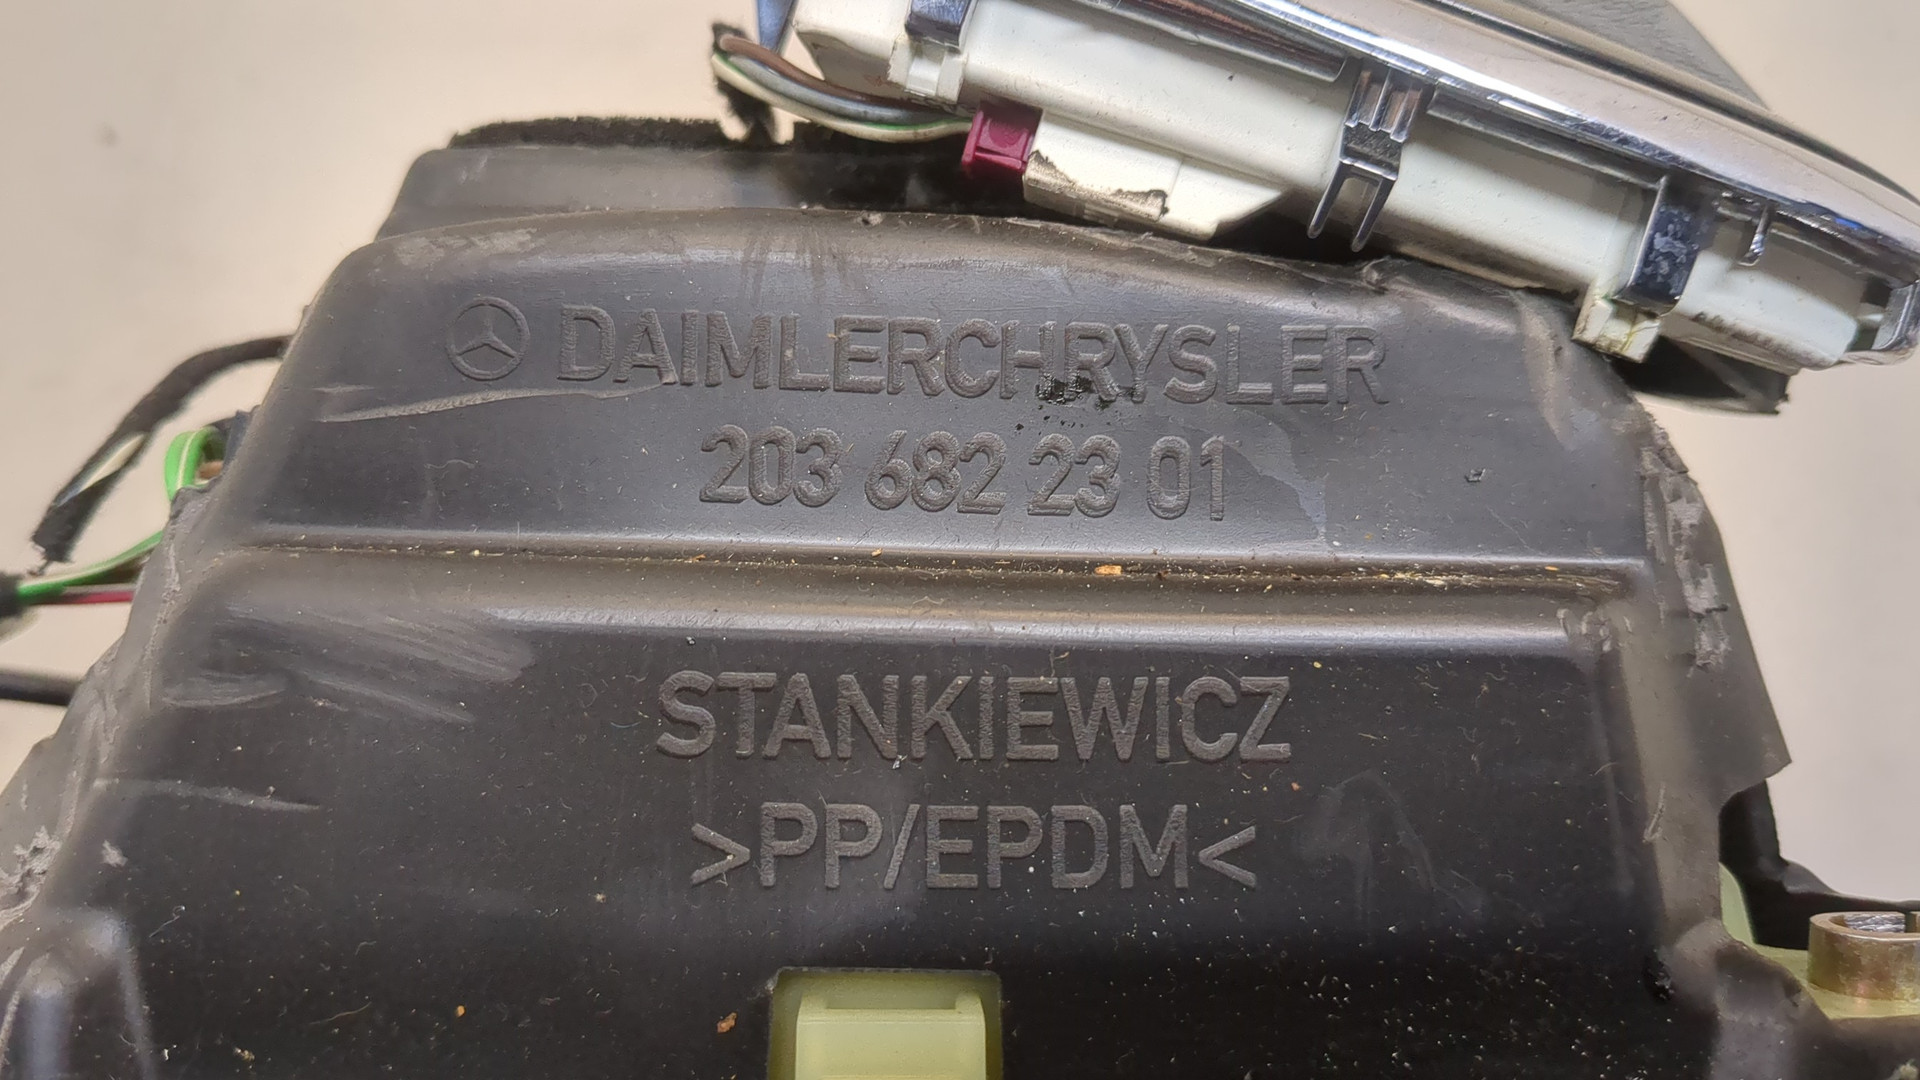 DAIMLERCHRYSLER
203 682 23 01
STANKIEWICZ
>PP/EPDM<